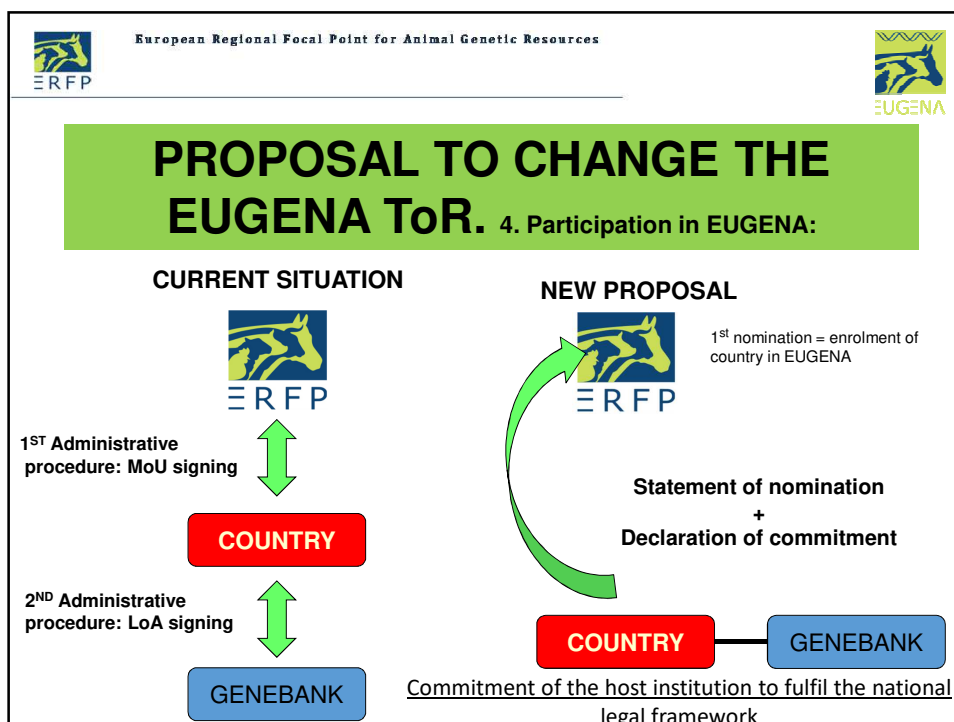 European Regional Focal Point for Animal Genetic Resources
ERFP
EUGENA
PROPOSAL TO CHANGE THE
EUGENA ToR. 4. Participation in EUGENA:
CURRENT SITUATION
ERFP
1ST Administrative
procedure: MoU signing
COUNTRY
2ND Administrative
procedure: LoA signing
GENEBANK
NEW PROPOSAL
ERFP
1st nomination = enrolment of
country in EUGENA
Statement of nomination
+
Declaration of commitment
COUNTRY
GENEBANK
Commitment of the host institution to fulfil the national
legal framework